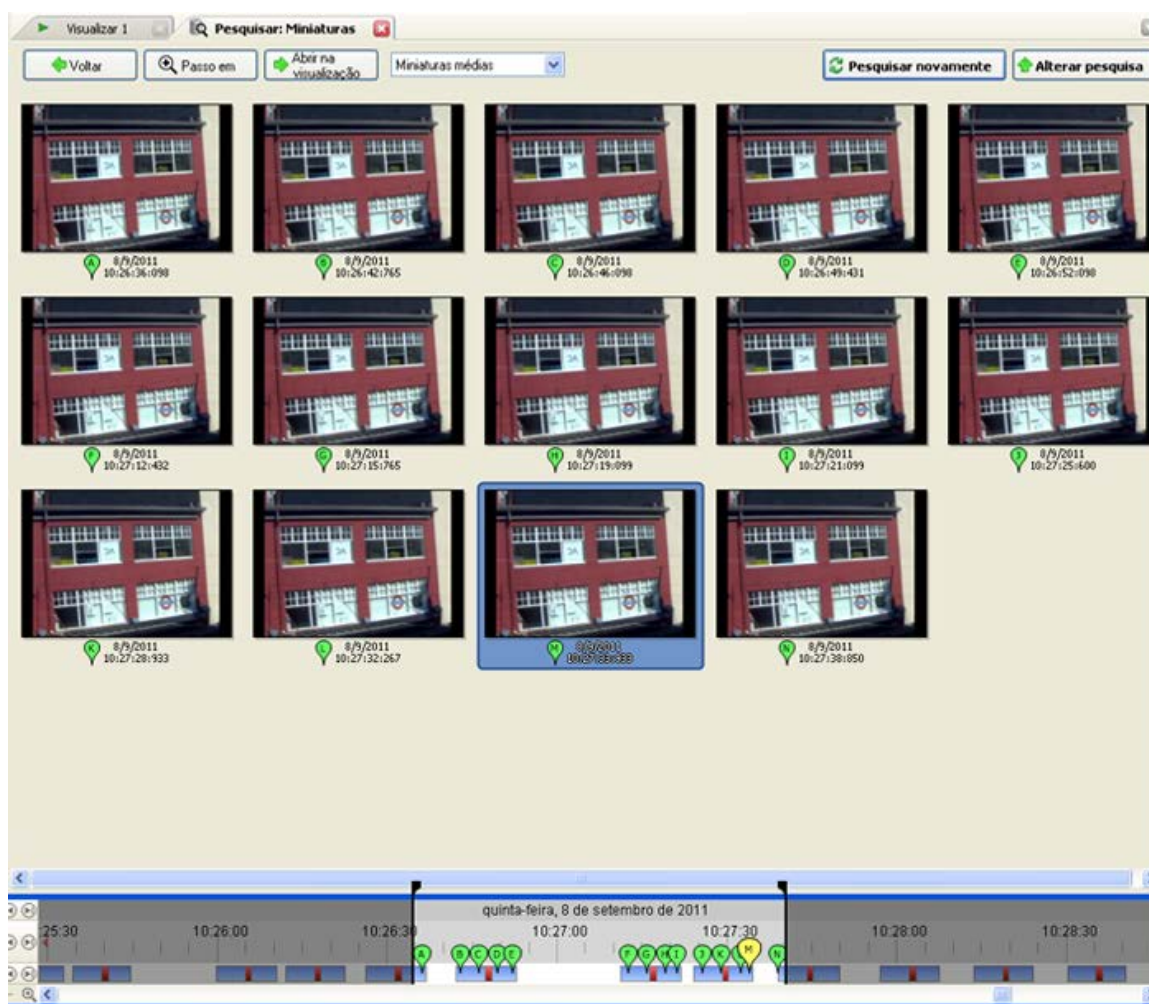 Visualizar 1
Pesquisar: Miniaturas
Voltar
Passo em
Abrir na
visualização
Miniaturas médias
Pesquisar novamente
Alterar pesquisa
A 8/9/2011
10:26:36:098
B 8/9/2011
10:26:42:765
C 8/9/2011
10:26:46:098
D 8/9/2011
10:26:49:431
E 8/9/2011
10:26:52:098
F 8/9/2011
10:27:12:432
G 8/9/2011
10:27:15:765
H 8/9/2011
10:27:19:099
I 8/9/2011
10:27:21:099
J 8/9/2011
10:27:25:600
K 8/9/2011
10:27:28:933
L 8/9/2011
10:27:32:267
M 8/9/2011
10:27:33:933
N 8/9/2011
10:27:38:850
quinta-feira, 8 de setembro de 2011
:25:30 10:26:00 10:26:30 10:27:00 10:27:30 10:28:00 10:28:30
A B C D E F G H I J K L M N